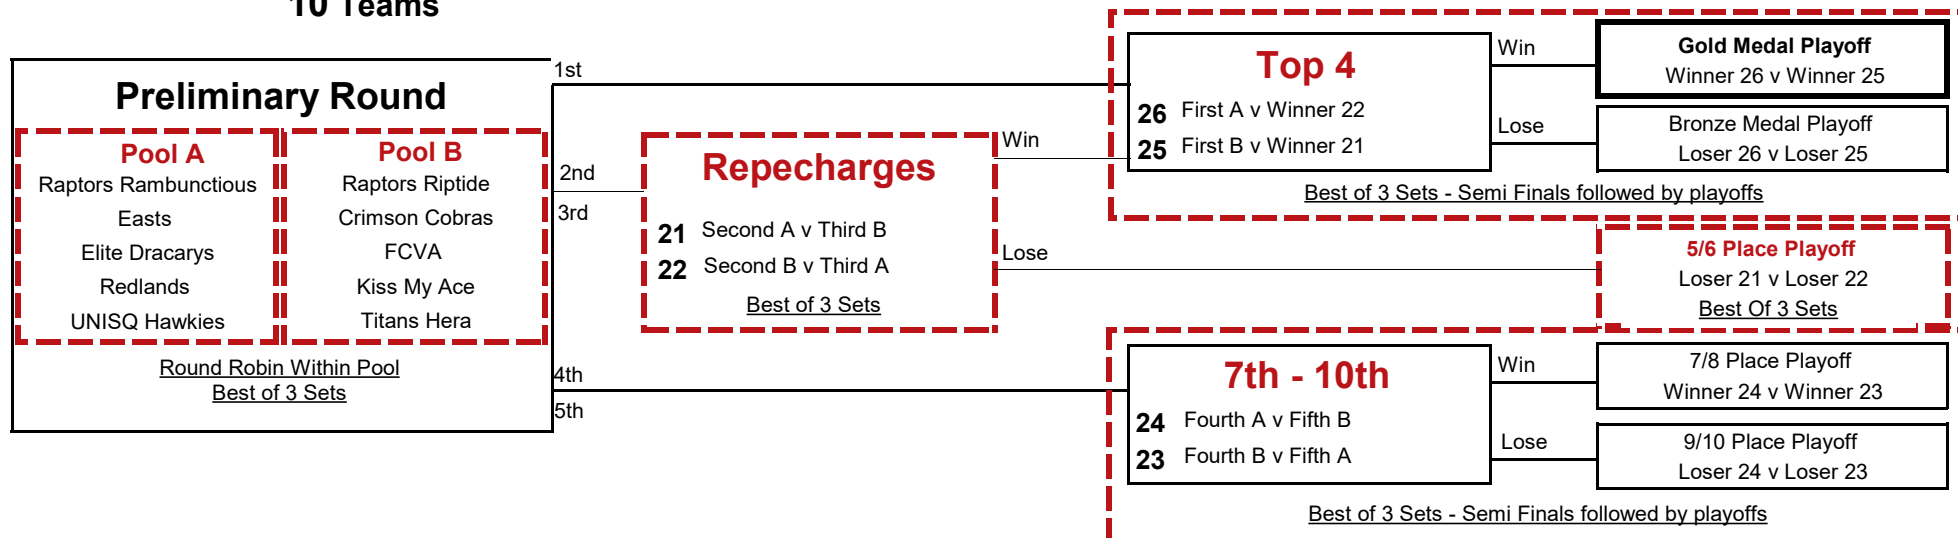 10 Teams
Preliminary Round
Pool A
Raptors Rambunctious
Easts
Elite Dracarys
Redlands
UNISQ Hawkies
Pool B
Raptors Riptide
Crimson Cobras
FCVA
Kiss My Ace
Titans Hera
Round Robin Within Pool
Best of 3 Sets
1st
2nd
3rd
4th
5th
Repecharges
21 Second A v Third B
22 Second B v Third A
Best of 3 Sets
Win
Lose
Top 4
26 First A v Winner 22
25 First B v Winner 21
Win
Lose
Gold Medal Playoff
Winner 26 v Winner 25
Bronze Medal Playoff
Loser 26 v Loser 25
Best of 3 Sets - Semi Finals followed by playoffs
5/6 Place Playoff
Loser 21 v Loser 22
Best Of 3 Sets
7th - 10th
24 Fourth A v Fifth B
23 Fourth B v Fifth A
Win
Lose
7/8 Place Playoff
Winner 24 v Winner 23
9/10 Place Playoff
Loser 24 v Loser 23
Best of 3 Sets - Semi Finals followed by playoffs